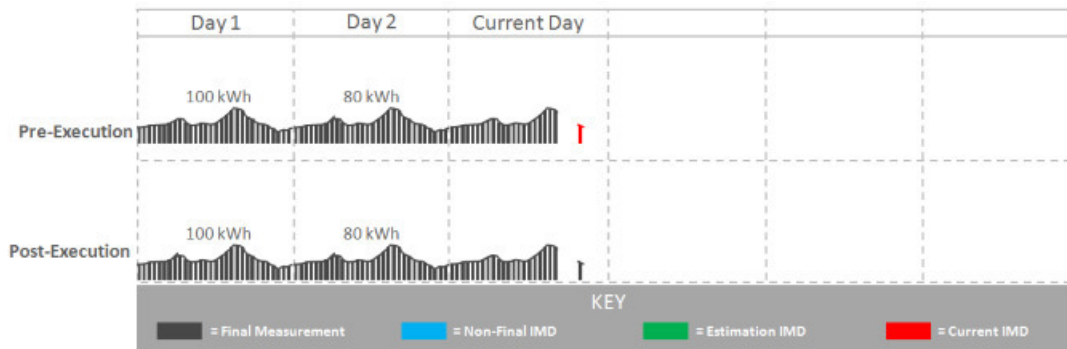 Day 1 Day 2 Current Day
100 kWh 80 kWh
Pre-Execution
100 kWh 80 kWh
Post-Execution
KEY
= Final Measurement = Non-Final IMD = Estimation IMD = Current IMD